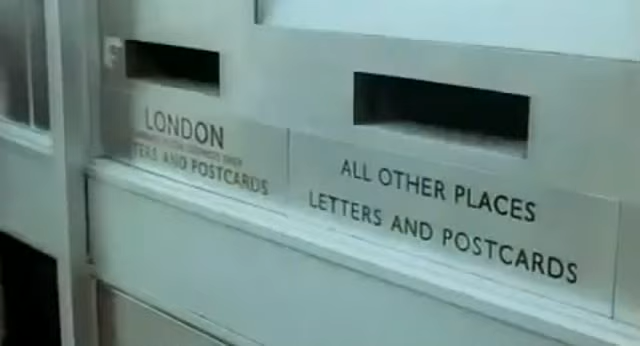 LONDON
TERS AND POSTCARDS
ALL OTHER PLACES
LETTERS AND POSTCARDS